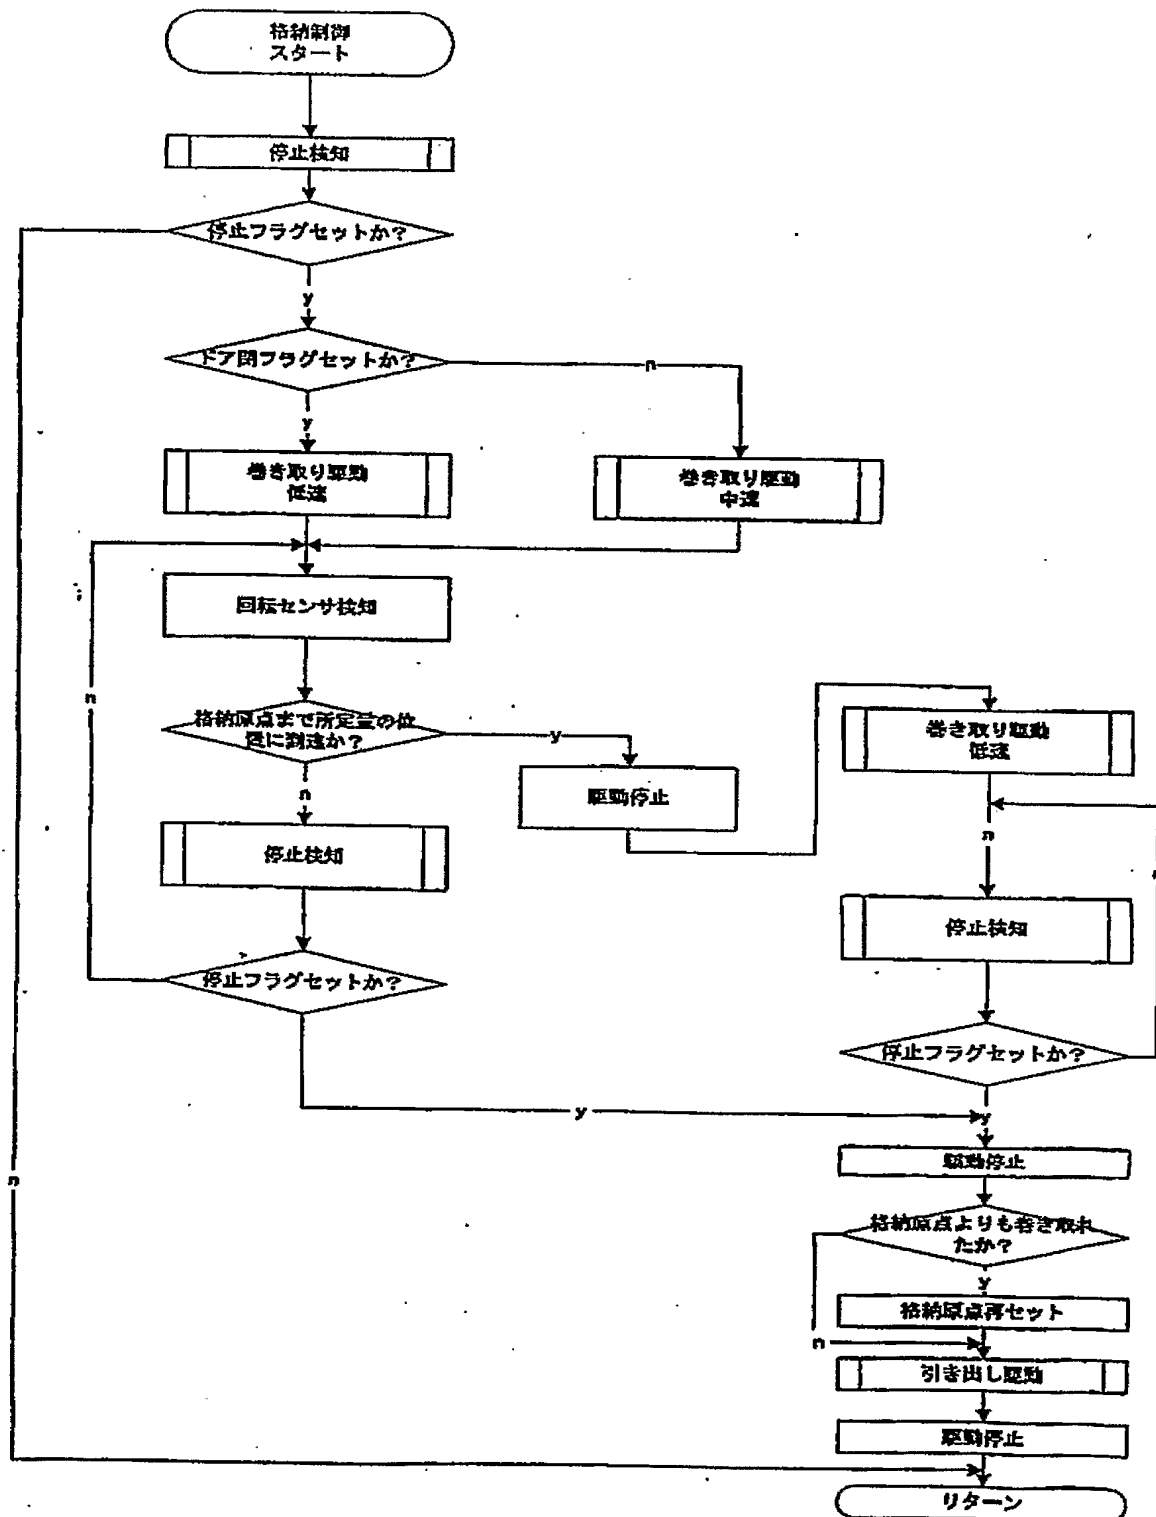 格納制御
スタート
停止検知
停止フラグセットか?
y
ドア閉フラグセットか?
n
y
巻き取り駆動
低速
巻き取り駆動
中速
回転センサ検知
n
格納原点まで所定量の位
置に到達か?
y
n
駆動停止
巻き取り駆動
低速
n
停止検知
停止検知
停止フラグセットか?
停止フラグセットか?
y
y
駆動停止
n
格納原点よりも巻き取れ
たか?
y
格納原点再セット
n
引き出し駆動
駆動停止
リターン